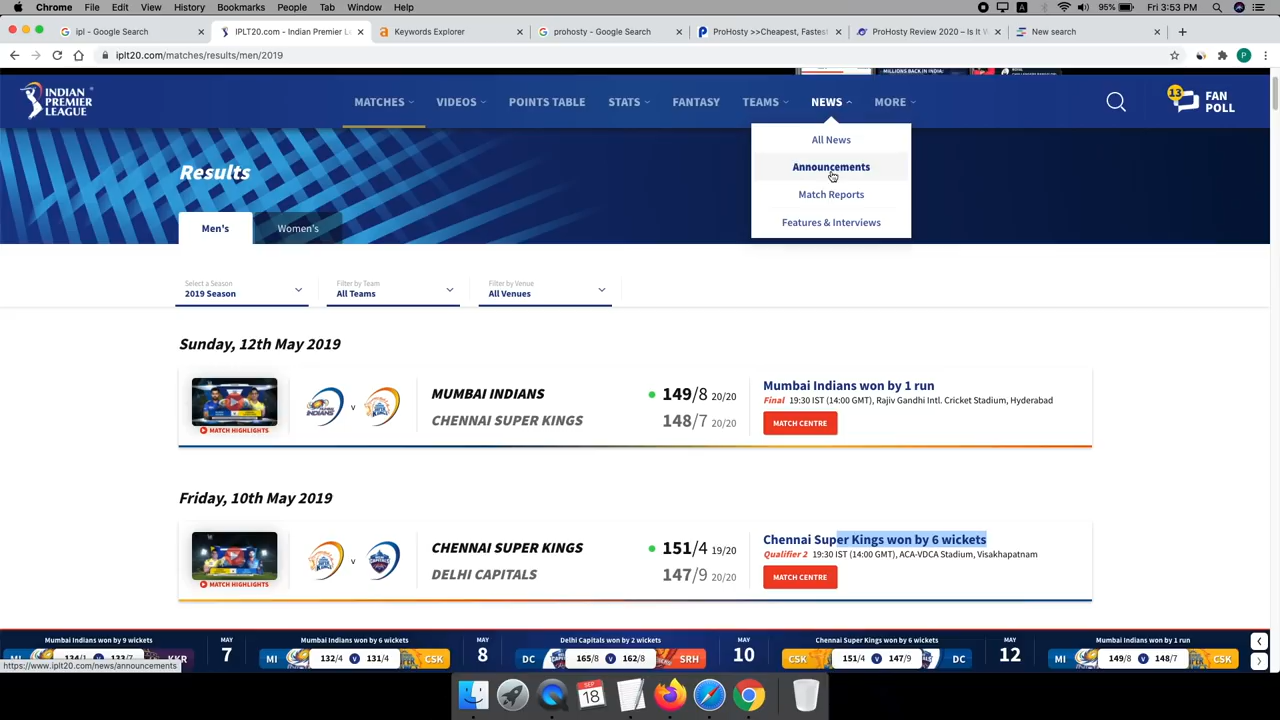 Chrome File Edit View History Bookmarks People Tab Window Help 95% Fri 3:53 PM
ipl - Google Search
IPLT20.com - Indian Premier L
Keywords Explorer
prohosty - Google Search
ProHosty >>Cheapest, Fastest
ProHosty Review 2020 – Is It W
New search
iplt20.com/matches/results/men/2019
P
INDIAN
PREMIER
LEAGUE
MATCHES
VIDEOS
POINTS TABLE
STATS
FANTASY
TEAMS
NEWS
MORE
13
FAN
POLL
All News
Announcements
Match Reports
Features & Interviews
Results
Men's
Women's
Select a Season
2019 Season
Filter by Team
All Teams
Filter by Venue
All Venues
Sunday, 12th May 2019
MATCH HIGHLIGHTS
v
MUMBAI INDIANS 149/8 20/20
CHENNAI SUPER KINGS 148/7 20/20
Mumbai Indians won by 1 run
Final 19:30 IST (14:00 GMT), Rajiv Gandhi Intl. Cricket Stadium, Hyderabad
MATCH CENTRE
Friday, 10th May 2019
MATCH HIGHLIGHTS
v
CHENNAI SUPER KINGS 151/4 19/20
DELHI CAPITALS 147/9 20/20
Chennai Super Kings won by 6 wickets
Qualifier 2 19:30 IST (14:00 GMT), ACA-VDCA Stadium, Visakhapatnam
MATCH CENTRE
Mumbai Indians won by 9 wickets
MI 134/1 v 133/7 KKR
MAY
7
Mumbai Indians won by 6 wickets
MI 132/4 v 131/4 CSK
MAY
8
Delhi Capitals won by 2 wickets
DC 165/8 v 162/8 SRH
MAY
10
Chennai Super Kings won by 6 wickets
CSK 151/4 v 147/9 DC
MAY
12
Mumbai Indians won by 1 run
MI 149/8 v 148/7 CSK
https://www.iplt20.com/news/announcements
SEP
18